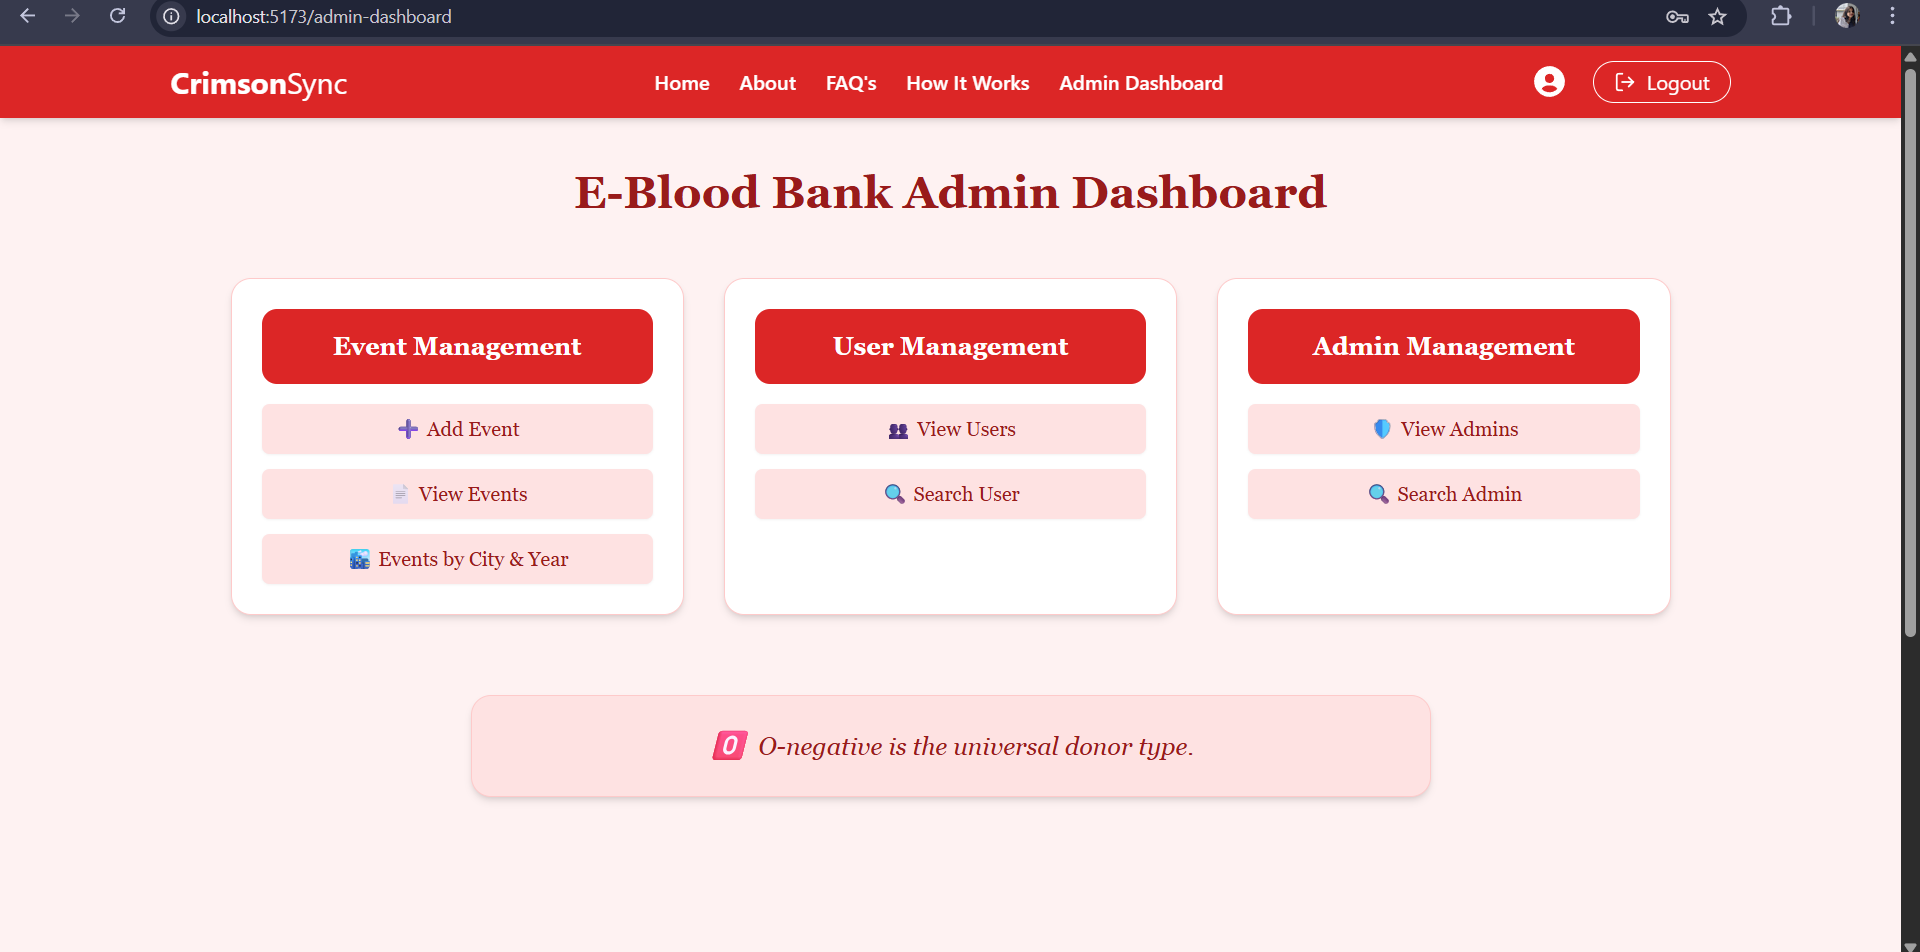 localhost:5173/admin-dashboard
CrimsonSync
Home About FAQ's How It Works Admin Dashboard
Logout
E-Blood Bank Admin Dashboard
Event Management
Add Event
View Events
Events by City & Year
User Management
View Users
Search User
Admin Management
View Admins
Search Admin
O O-negative is the universal donor type.